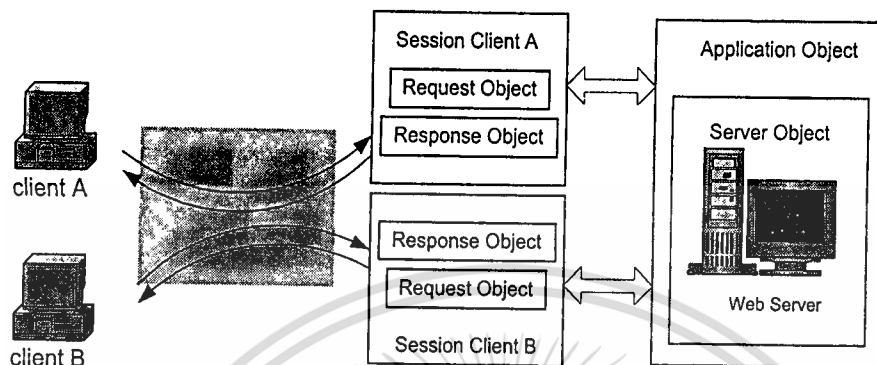 Session Client A
Request Object
Response Object
Application Object
Server Object
Web Server
client A
Response Object
Request Object
Session Client B
client B